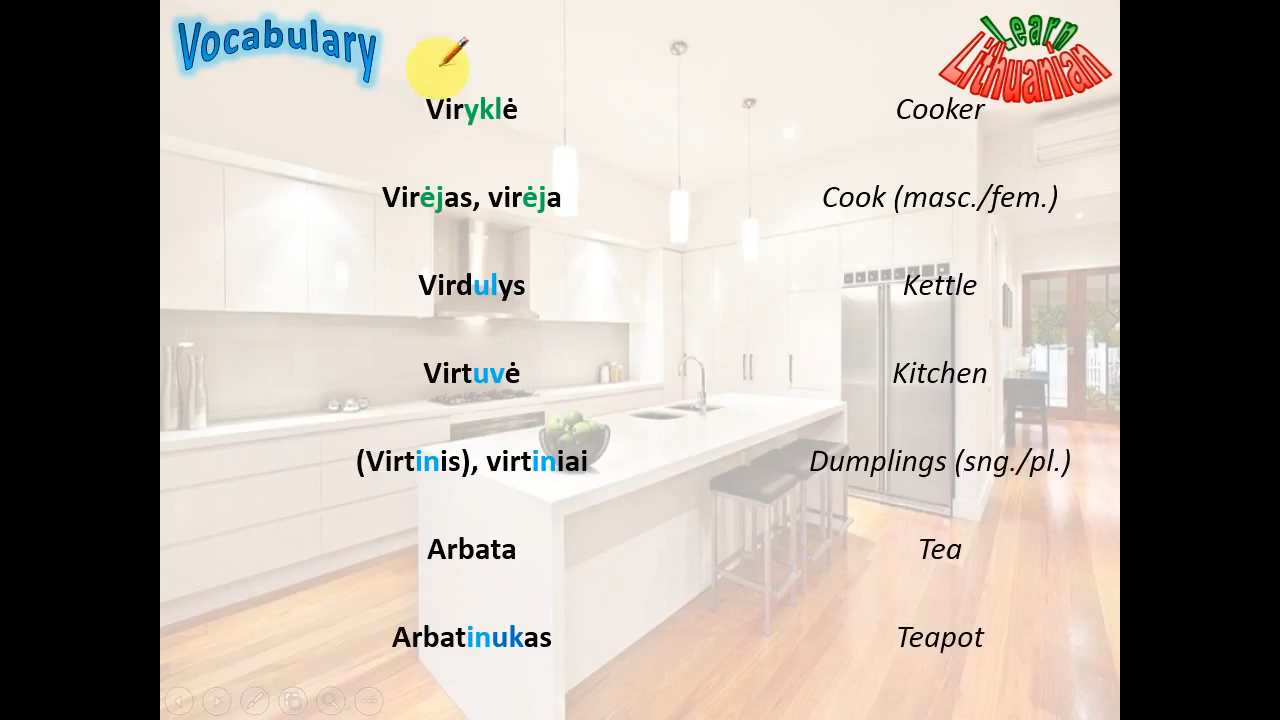 Vocabulary
Learn
Lithuanian
Viryklė Cooker
Virėjas, virėja Cook (masc./fem.)
Virdulys Kettle
Virtuvė Kitchen
(Virtinis), virtiniai Dumplings (sng./pl.)
Arbata Tea
Arbatinukas Teapot